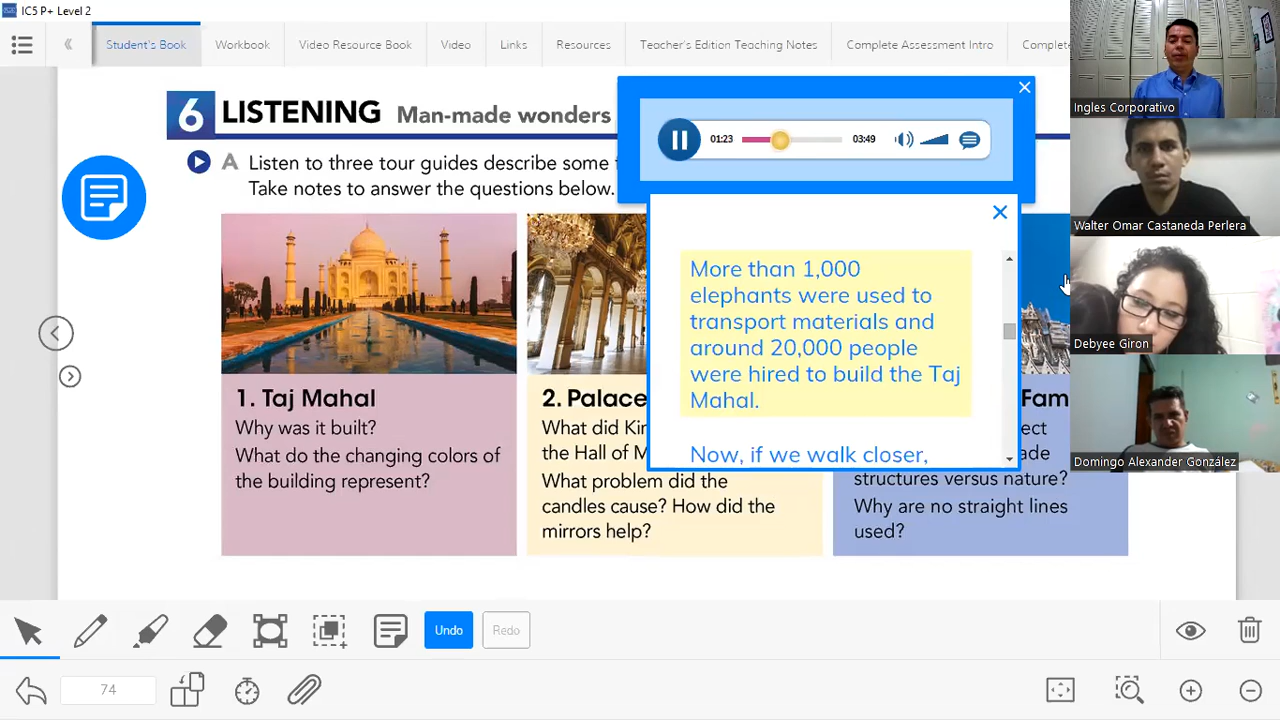 IC5 P+ Level 2
Student's Book
Workbook
Video Resource Book
Video
Links
Resources
Teacher's Edition Teaching Notes
Complete Assessment Intro
Complete
6 LISTENING Man-made wonders
A Listen to three tour guides describe some
Take notes to answer the questions below.
01:23
03:49
More than 1,000
elephants were used to
transport materials and
around 20,000 people
were hired to build the Taj
Mahal.
Now, if we walk closer,
1. Taj Mahal
Why was it built?
What do the changing colors of
the building represent?
2. Palace
What did Kin
the Hall of M
What problem did the
candles cause? How did the
mirrors help?
Fam
ect
ade
structures versus nature?
Why are no straight lines
used?
Ingles Corporativo
Walter Omar Castaneda Perlera
Debyee Giron
Domingo Alexander González
Undo
Redo
74